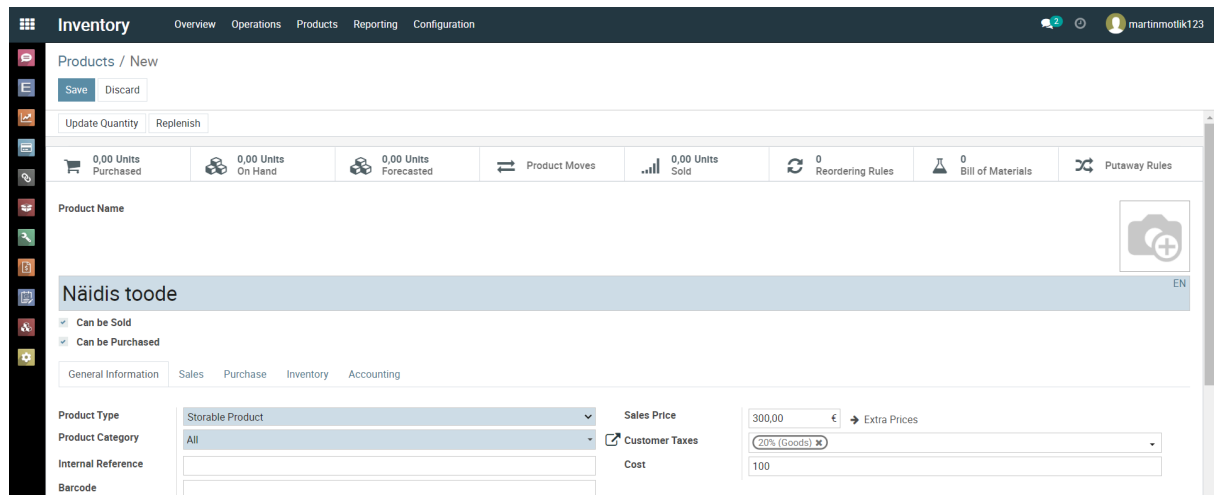 Inventory Overview Operations Products Reporting Configuration 2 martinmotlik123
Products / New
Save Discard
Update Quantity Replenish
0,00 Units Purchased 0,00 Units On Hand 0,00 Units Forecasted Product Moves 0,00 Units Sold 0 Reordering Rules 0 Bill of Materials Putaway Rules
Product Name
Näidis toode EN
Can be Sold
Can be Purchased
General Information Sales Purchase Inventory Accounting
Product Type Storable Product Sales Price 300,00 € Extra Prices
Product Category All Customer Taxes 20% (Goods)
Internal Reference Cost 100
Barcode